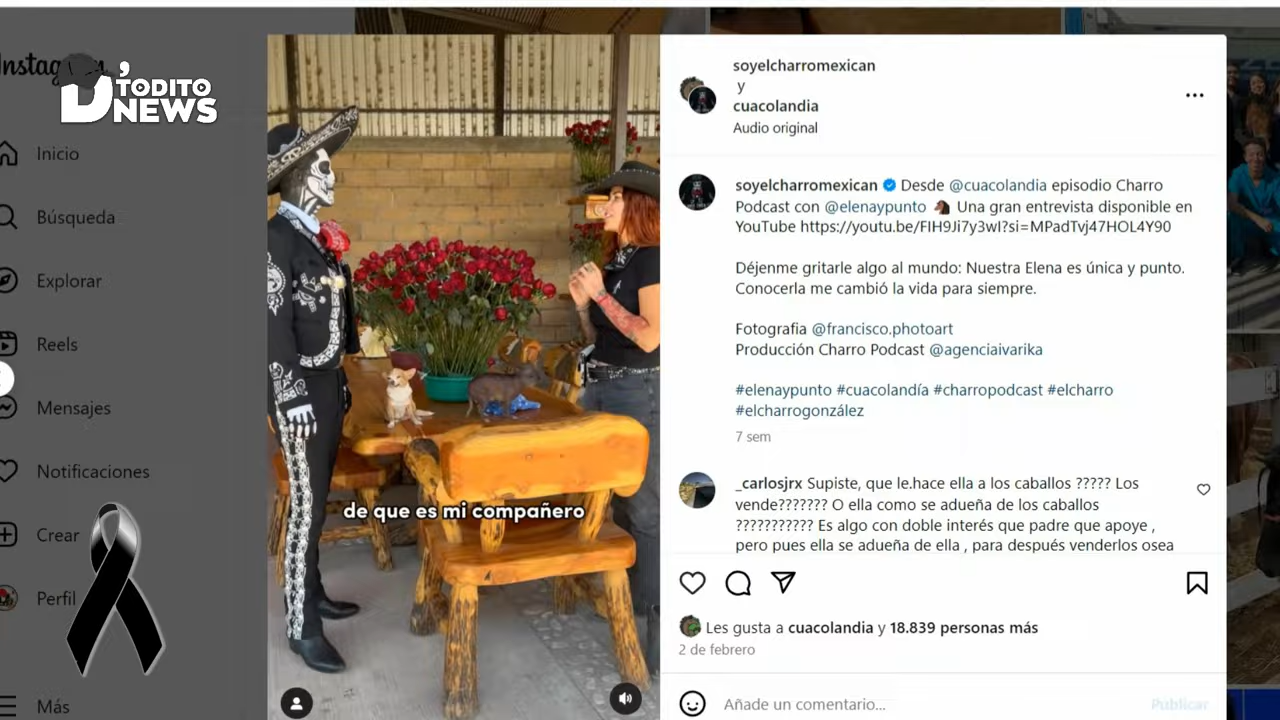 Instagram
D'TODITO
NEWS
Inicio
Búsqueda
Explorar
Reels
Mensajes
Notificaciones
Crear
Perfil
Más
de que es mi compañero
soyelcharromexican
y
cuacolandia
Audio original
soyelcharromexican Desde @cuacolandia episodio Charro
Podcast con @elenaypunto 🐴 Una gran entrevista disponible en
YouTube https://youtu.be/FIH9Ji7y3wI?si=MPadTvj47HOL4Y90
Déjenme gritarle algo al mundo: Nuestra Elena es única y punto.
Conocerla me cambió la vida para siempre.
Fotografia @francisco.photoart
Producción Charro Podcast @agenciaivarika
#elenaypunto #cuacolandía #charropodcast #elcharro
#elcharrogonzález
7 sem
_carlosjrx Supiste, que le.hace ella a los caballos ????? Los
vende??????? O ella como se adueña de los caballos
??????????? Es algo con doble interés que padre que apoye ,
pero pues ella se adueña de ella , para después venderlos osea
Les gusta a cuacolandia y 18.839 personas más
2 de febrero
Añade un comentario...
Publicar